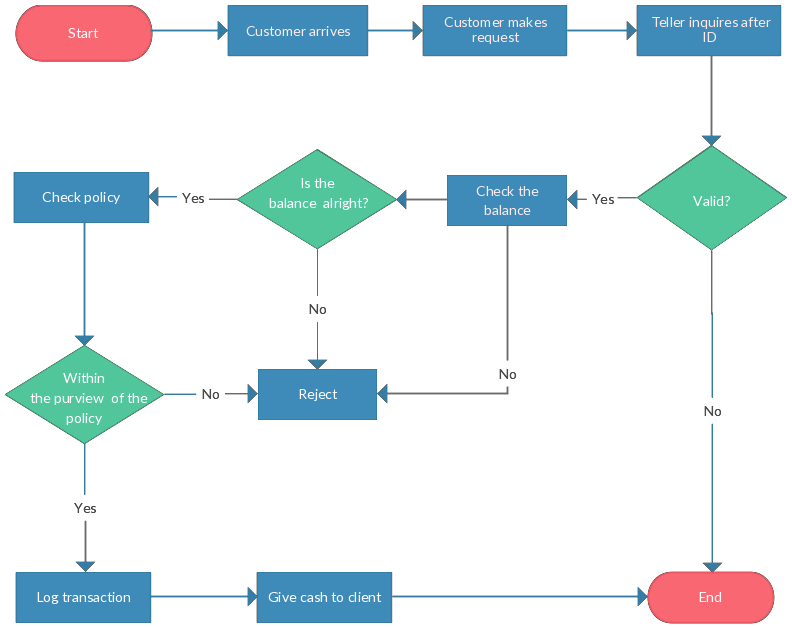 Start
Customer arrives
Customer makes
request
Teller inquires after
ID
Check policy
Yes
Is the
balance alright?
Check the
balance
Yes
Valid?
No
No
No
Within
the purview of the
policy
No
Reject
Yes
Log transaction
Give cash to client
End